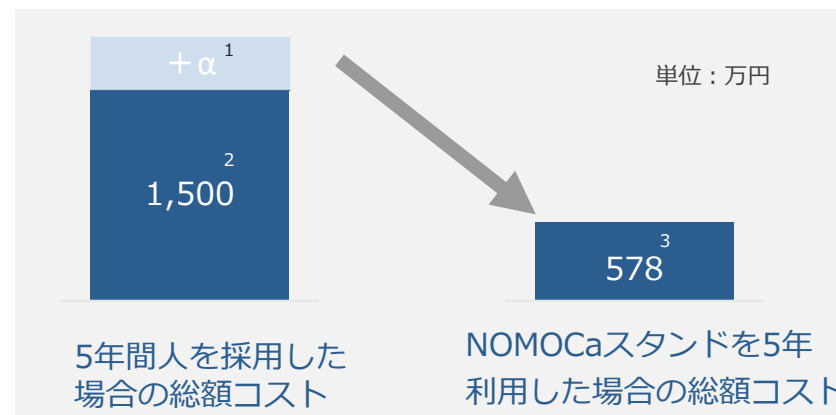 ＋α 1
単位：万円
2
1,500
3
578
5年間人を採用した
場合の総額コスト
NOMOCaスタンドを5年
利用した場合の総額コスト